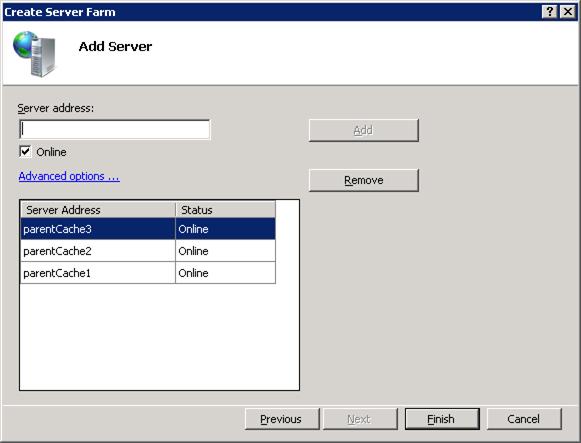 Create Server Farm
Add Server
Server address:
Add
Online
Advanced options ...
Remove
Server Address Status
parentCache3 Online
parentCache2 Online
parentCache1 Online
Previous Next Finish Cancel